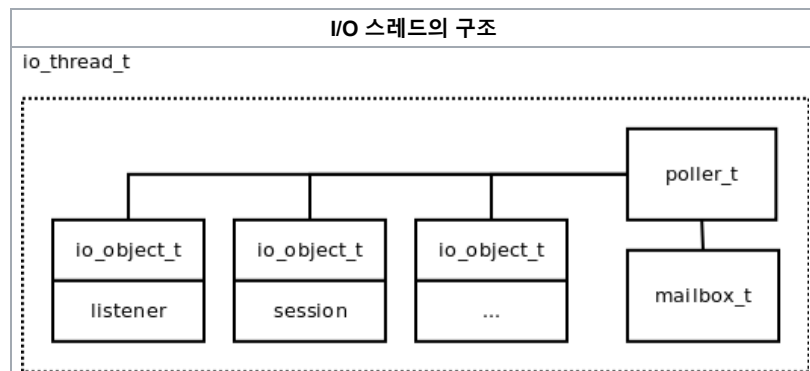 I/O 스레드의 구조
io_thread_t
poller_t
io_object_t io_object_t io_object_t
mailbox_t
listener session ...